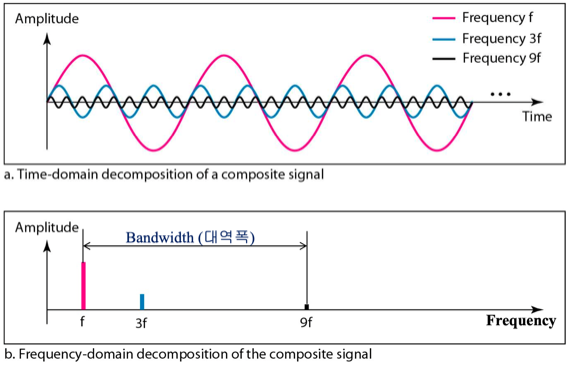 Amplitude
Frequency f
Frequency 3f
Frequency 9f
Time
a. Time-domain decomposition of a composite signal
Amplitude
Bandwidth (대역폭)
f
3f
9f
Frequency
b. Frequency-domain decomposition of the composite signal